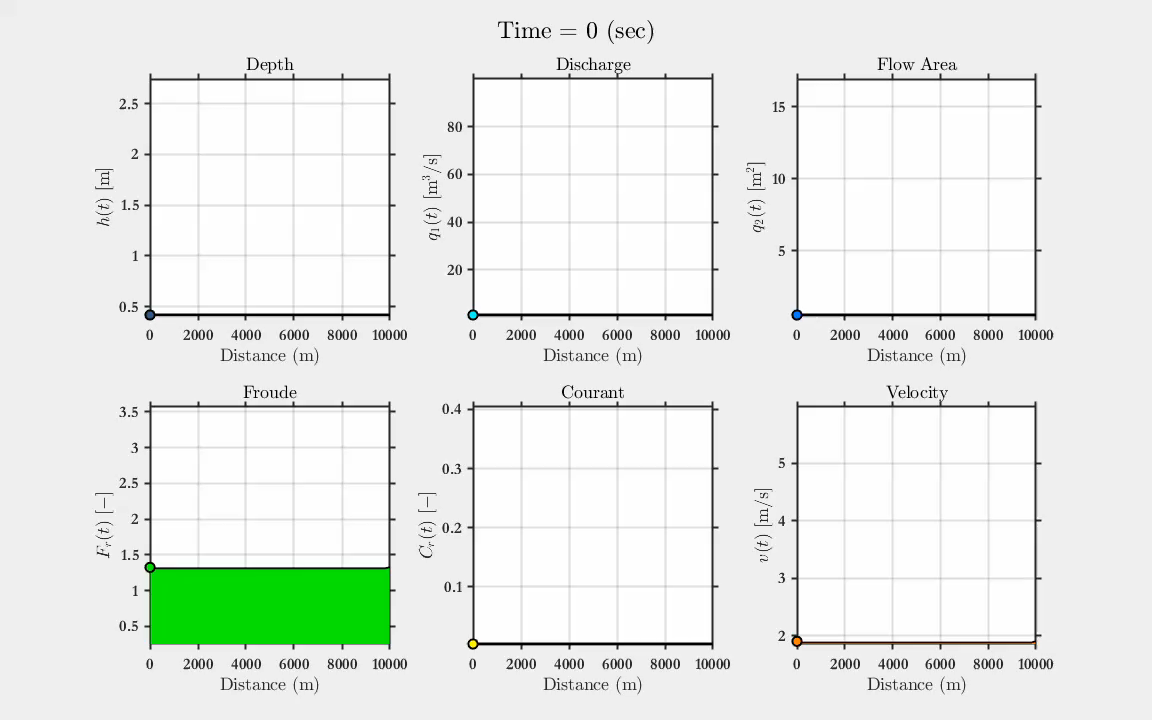 Time = 0 (sec)
Depth
2.5
2
1.5
1
0.5
h(t) [m]
0 2000 4000 6000 8000 10000
Distance (m)
Discharge
80
60
40
20
q₁(t) [m³/s]
0 2000 4000 6000 8000 10000
Distance (m)
Flow Area
15
10
5
q₂(t) [m²]
0 2000 4000 6000 8000 10000
Distance (m)
Froude
3.5
3
2.5
2
1.5
1
0.5
Fᵣ(t) [−]
0 2000 4000 6000 8000 10000
Distance (m)
Courant
0.4
0.3
0.2
0.1
Cᵣ(t) [−]
0 2000 4000 6000 8000 10000
Distance (m)
Velocity
5
4
3
2
v(t) [m/s]
0 2000 4000 6000 8000 10000
Distance (m)